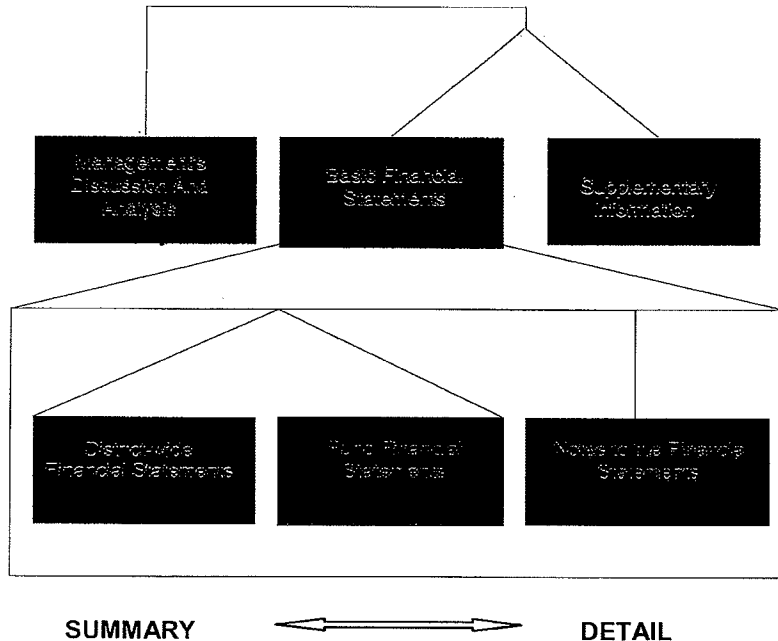 Management's
Discussion And
Analysis
Basic Financial
Statements
Supplementary
Information
District-wide
Financial Statements
Fund Financial
Statements
Notes to the Financial
Statements
SUMMARY
DETAIL